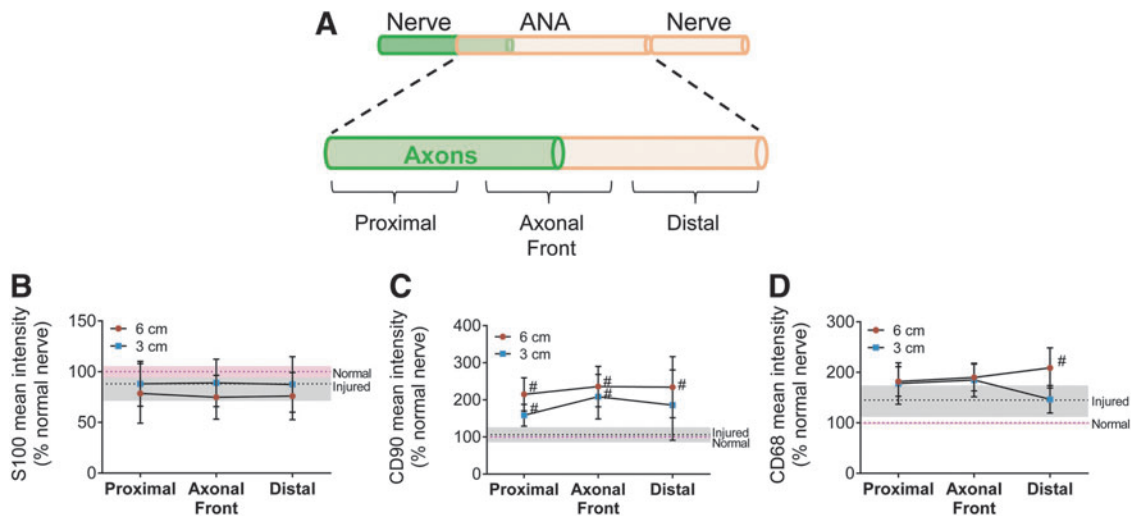 A
Nerve ANA Nerve
Axons
Proximal Axonal Front Distal
B
S100 mean intensity
(% normal nerve)
150
100
50
0
6 cm
3 cm
Normal
Injured
Proximal Axonal Front Distal
C
CD90 mean intensity
(% normal nerve)
400
300
200
100
0
6 cm
3 cm
# # #
# #
Injured
Normal
Proximal Axonal Front Distal
D
CD68 mean intensity
(% normal nerve)
300
200
100
0
6 cm
3 cm
#
Injured
Normal
Proximal Axonal Front Distal